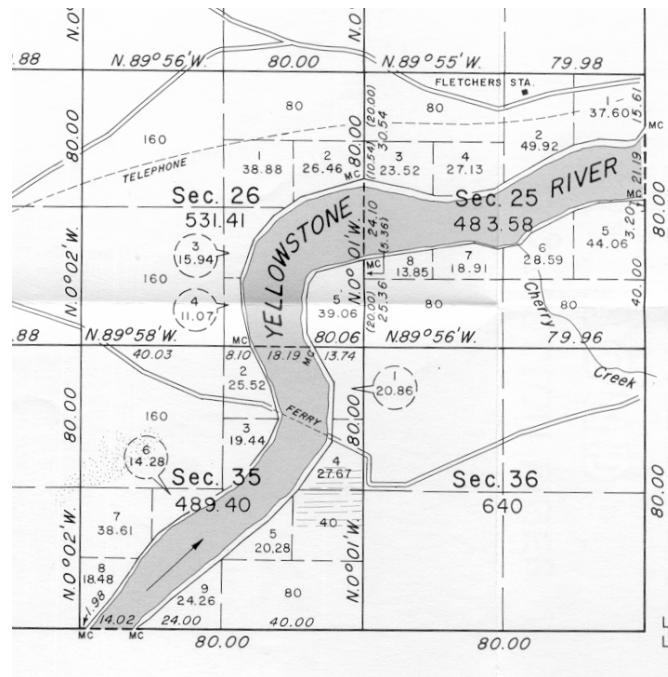 .88
N. 89° 56' W.
80.00
N. 89° 55' W.
79.98
N.0°
N.0°
FLETCHERS STA.
80
80
1
37.60
15.61
160
80.00
80.00
(20.00)
30.54
2
49.92
MC
TELEPHONE
1
38.88
2
26.46
(10.54)
3
23.52
4
27.13
21.19
MC
MC
Sec. 26
531.41
Sec. 25
483.58
RIVER
YELLOWSTONE
24.10
80.00
3
15.94
(5.36)
3.20
5
44.06
6
28.59
7
18.91
8
13.85
MC
N.0° 02' W.
N.0° 01' W.
160
4
11.07
5
39.06
(20.00)
25.36
80
80
40.00
Cherry
Creek
.88
N. 89° 58' W.
80.06
N. 89° 56' W.
79.96
MC
MC
40.03
8.10
18.19
13.74
2
25.52
1
20.86
80.00
80.00
160
FERRY
3
19.44
6
14.28
4
27.67
Sec. 35
489.40
Sec. 36
640
80.00
7
38.61
40
5
20.28
N.0° 02' W.
N.0° 01' W.
8
18.48
9
24.26
80
1.98
14.02
24.00
40.00
MC
MC
80.00
80.00
L
L